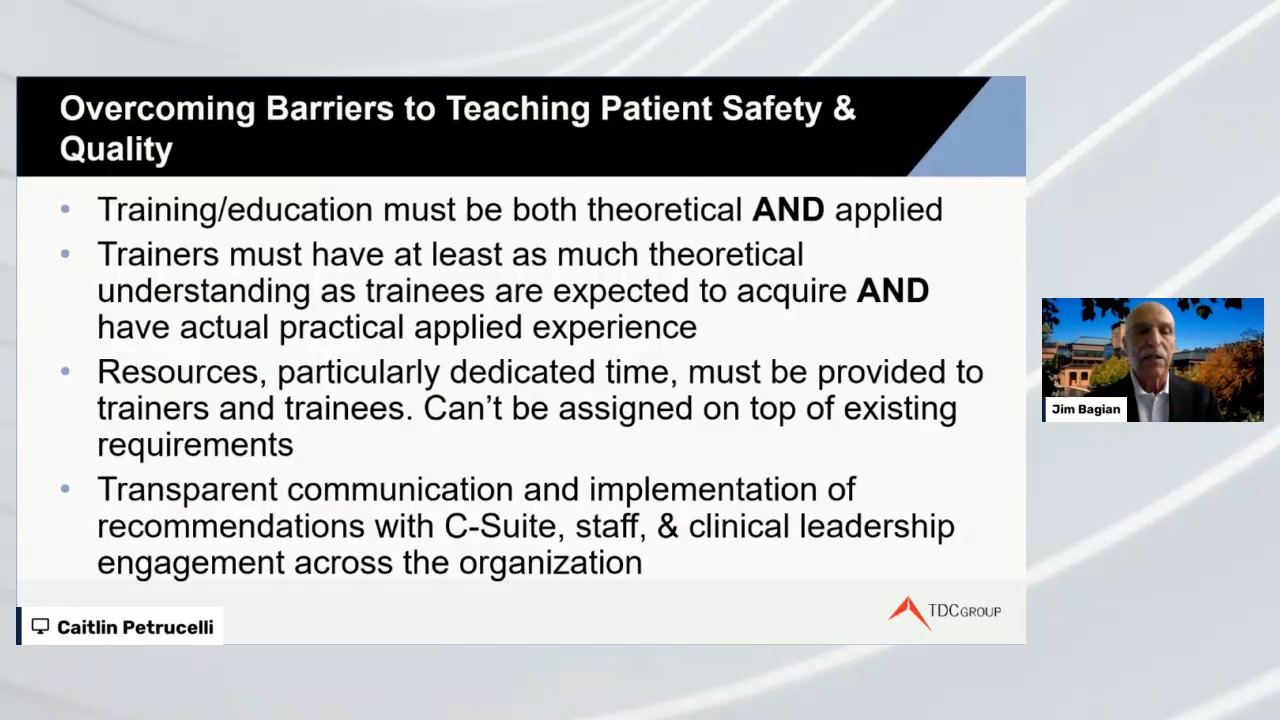 Overcoming Barriers to Teaching Patient Safety &
Quality
• Training/education must be both theoretical AND applied
• Trainers must have at least as much theoretical
understanding as trainees are expected to acquire AND
have actual practical applied experience
• Resources, particularly dedicated time, must be provided to
trainers and trainees. Can’t be assigned on top of existing
requirements
• Transparent communication and implementation of
recommendations with C-Suite, staff, & clinical leadership
engagement across the organization
TDCGROUP
Caitlin Petrucelli
Jim Bagian